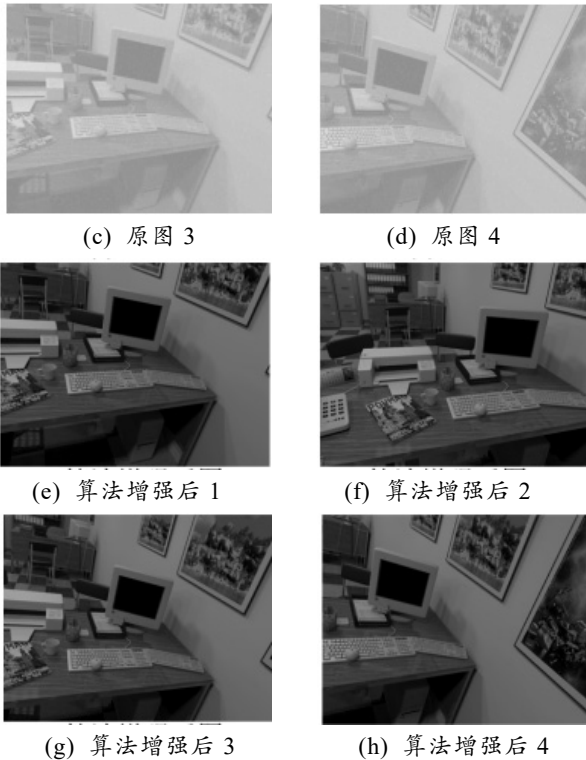 (c) 原图 3
(d) 原图 4
(e) 算法增强后 1
(f) 算法增强后 2
(g) 算法增强后 3
(h) 算法增强后 4